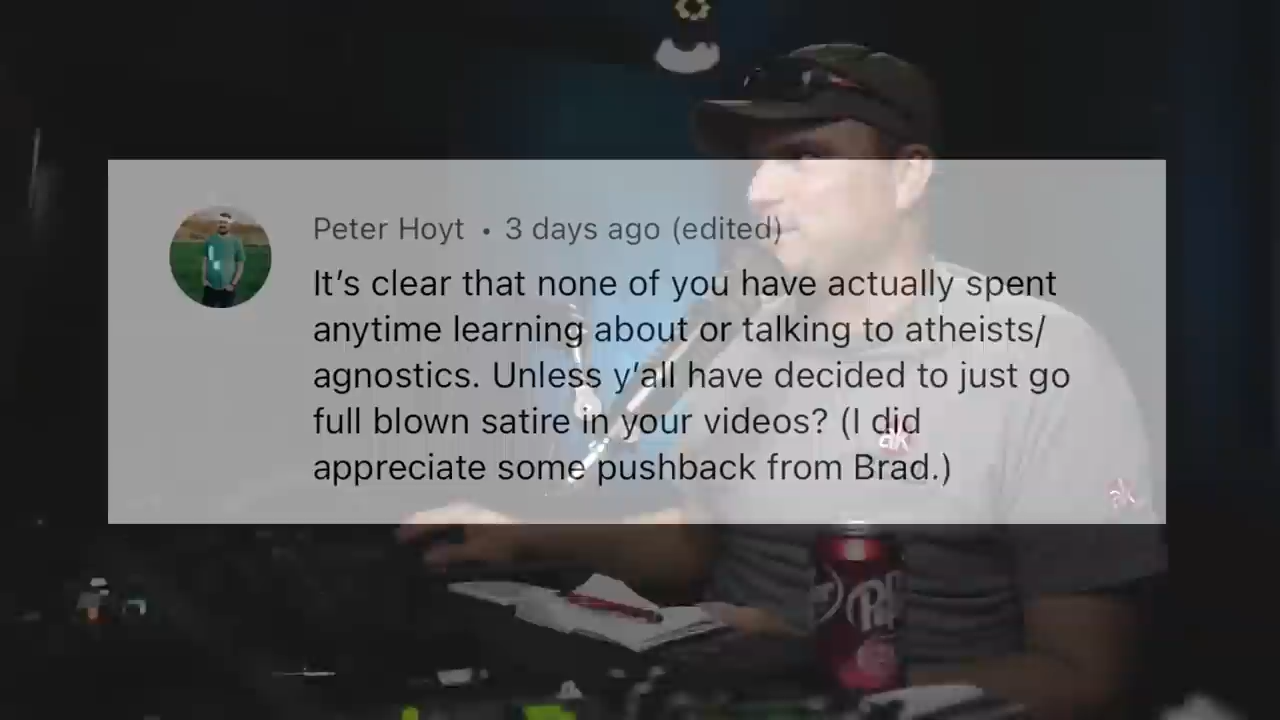 Peter Hoyt • 3 days ago (edited)
It’s clear that none of you have actually spent
anytime learning about or talking to atheists/
agnostics. Unless y’all have decided to just go
full blown satire in your videos? (I did
appreciate some pushback from Brad.)
ak
ak